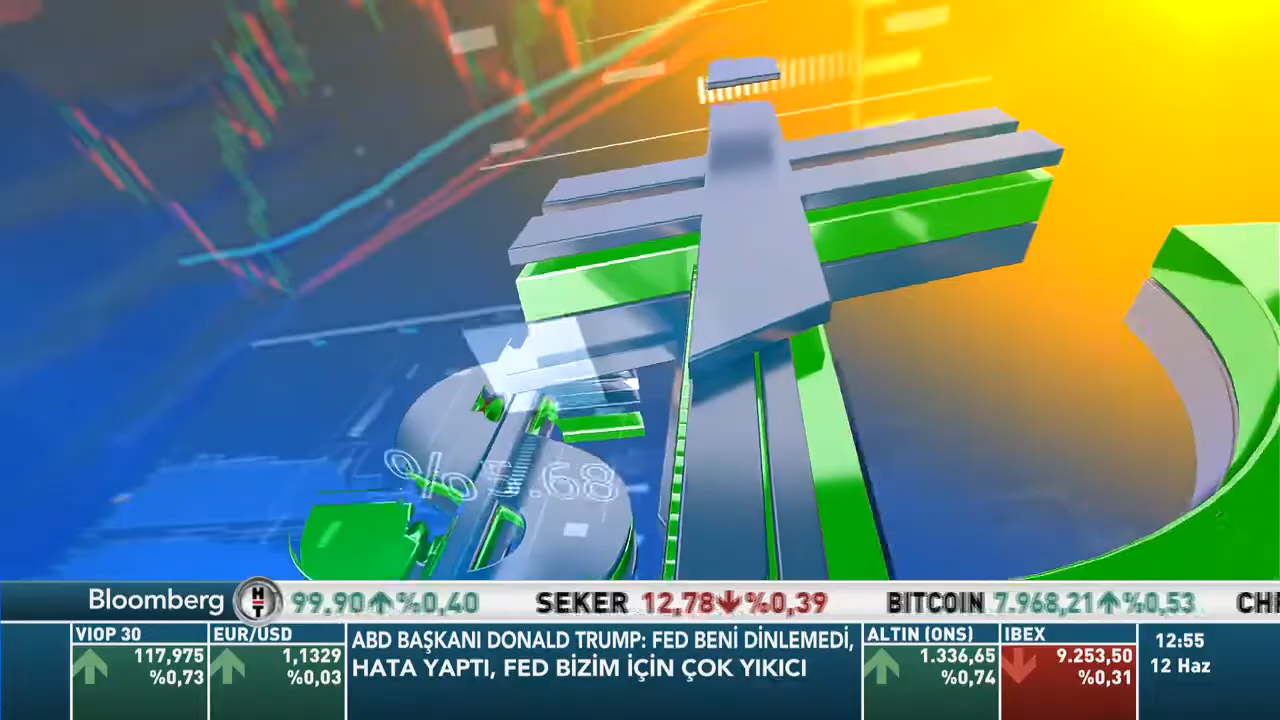 %5.68
Bloomberg HT 99.90 %0,40 SEKER 12,78 %0,39 BITCOIN 7.968,21 %0,53
VIOP 30
117,975
%0,73
EUR/USD
1,1329
%0,03
ABD BAŞKANI DONALD TRUMP: FED BENİ DİNLEMEDİ,
HATA YAPTI, FED BİZİM İÇİN ÇOK YIKICI
ALTIN (ONS)
1.336,65
%0,74
IBEX
9.253,50
%0,31
12:55
12 Haz